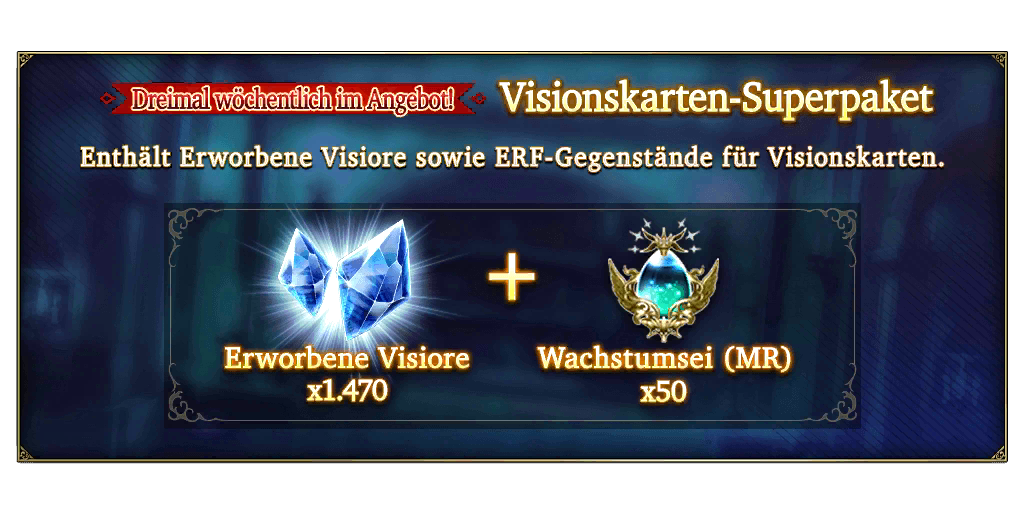 Dreimal wöchentlich im Angebot!
Visionskarten-Superpaket
Enthält Erworbene Visiore sowie ERF-Gegenstände für Visionskarten.
+
Erworbene Visiore
x1.470
Wachstumsei (MR)
x50